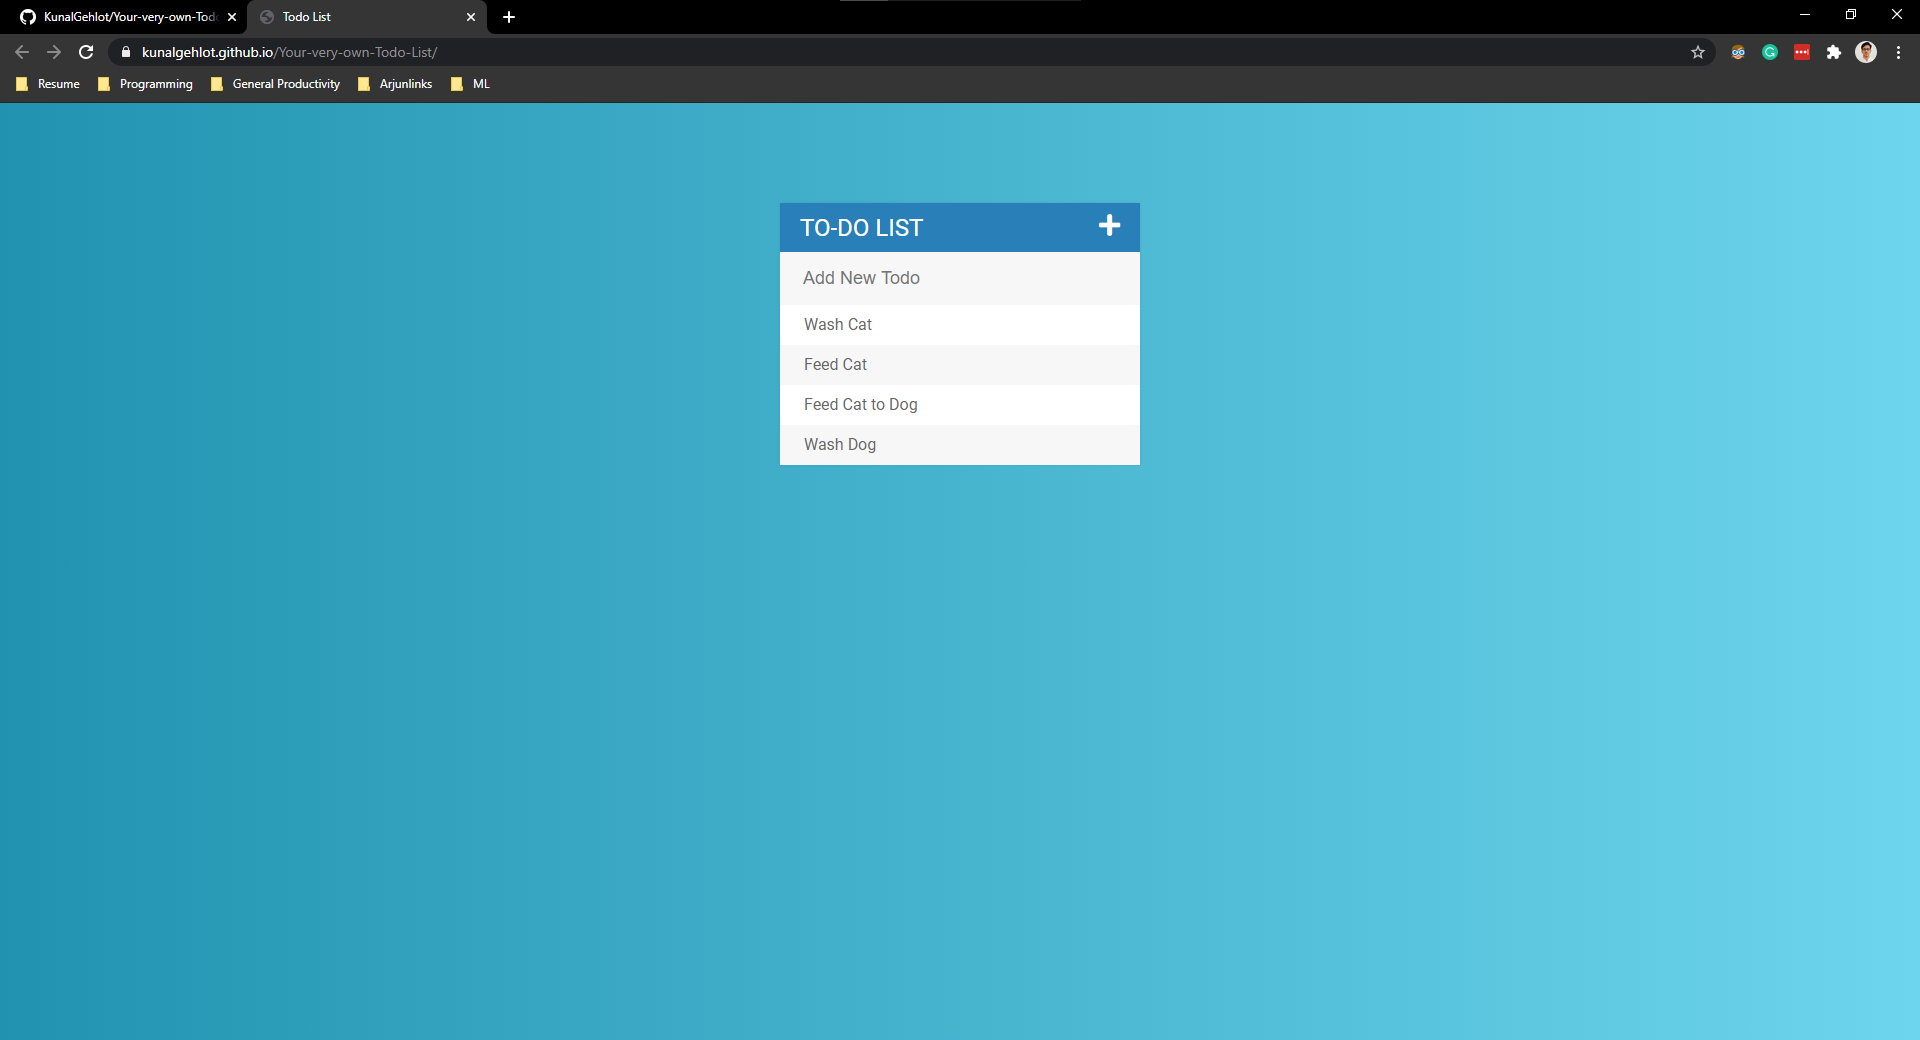 KunalGehlot/Your-very-own-Tod
Todo List
kunalgehlot.github.io/Your-very-own-Todo-List/
Resume Programming General Productivity Arjunlinks ML
TO-DO LIST
Add New Todo
Wash Cat
Feed Cat
Feed Cat to Dog
Wash Dog